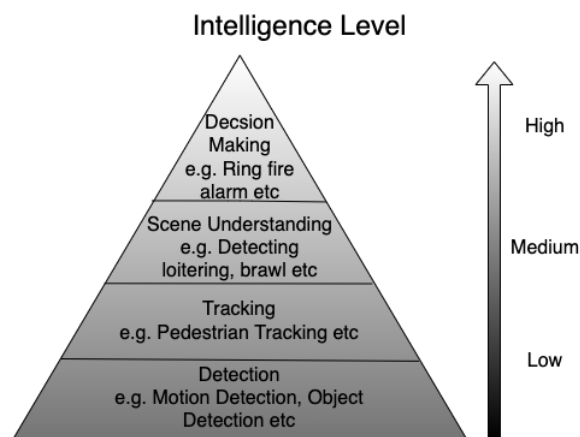 Intelligence Level
Decsion
Making
e.g. Ring fire
alarm etc
High
Scene Understanding
e.g. Detecting
loitering, brawl etc
Medium
Tracking
e.g. Pedestrian Tracking etc
Low
Detection
e.g. Motion Detection, Object
Detection etc